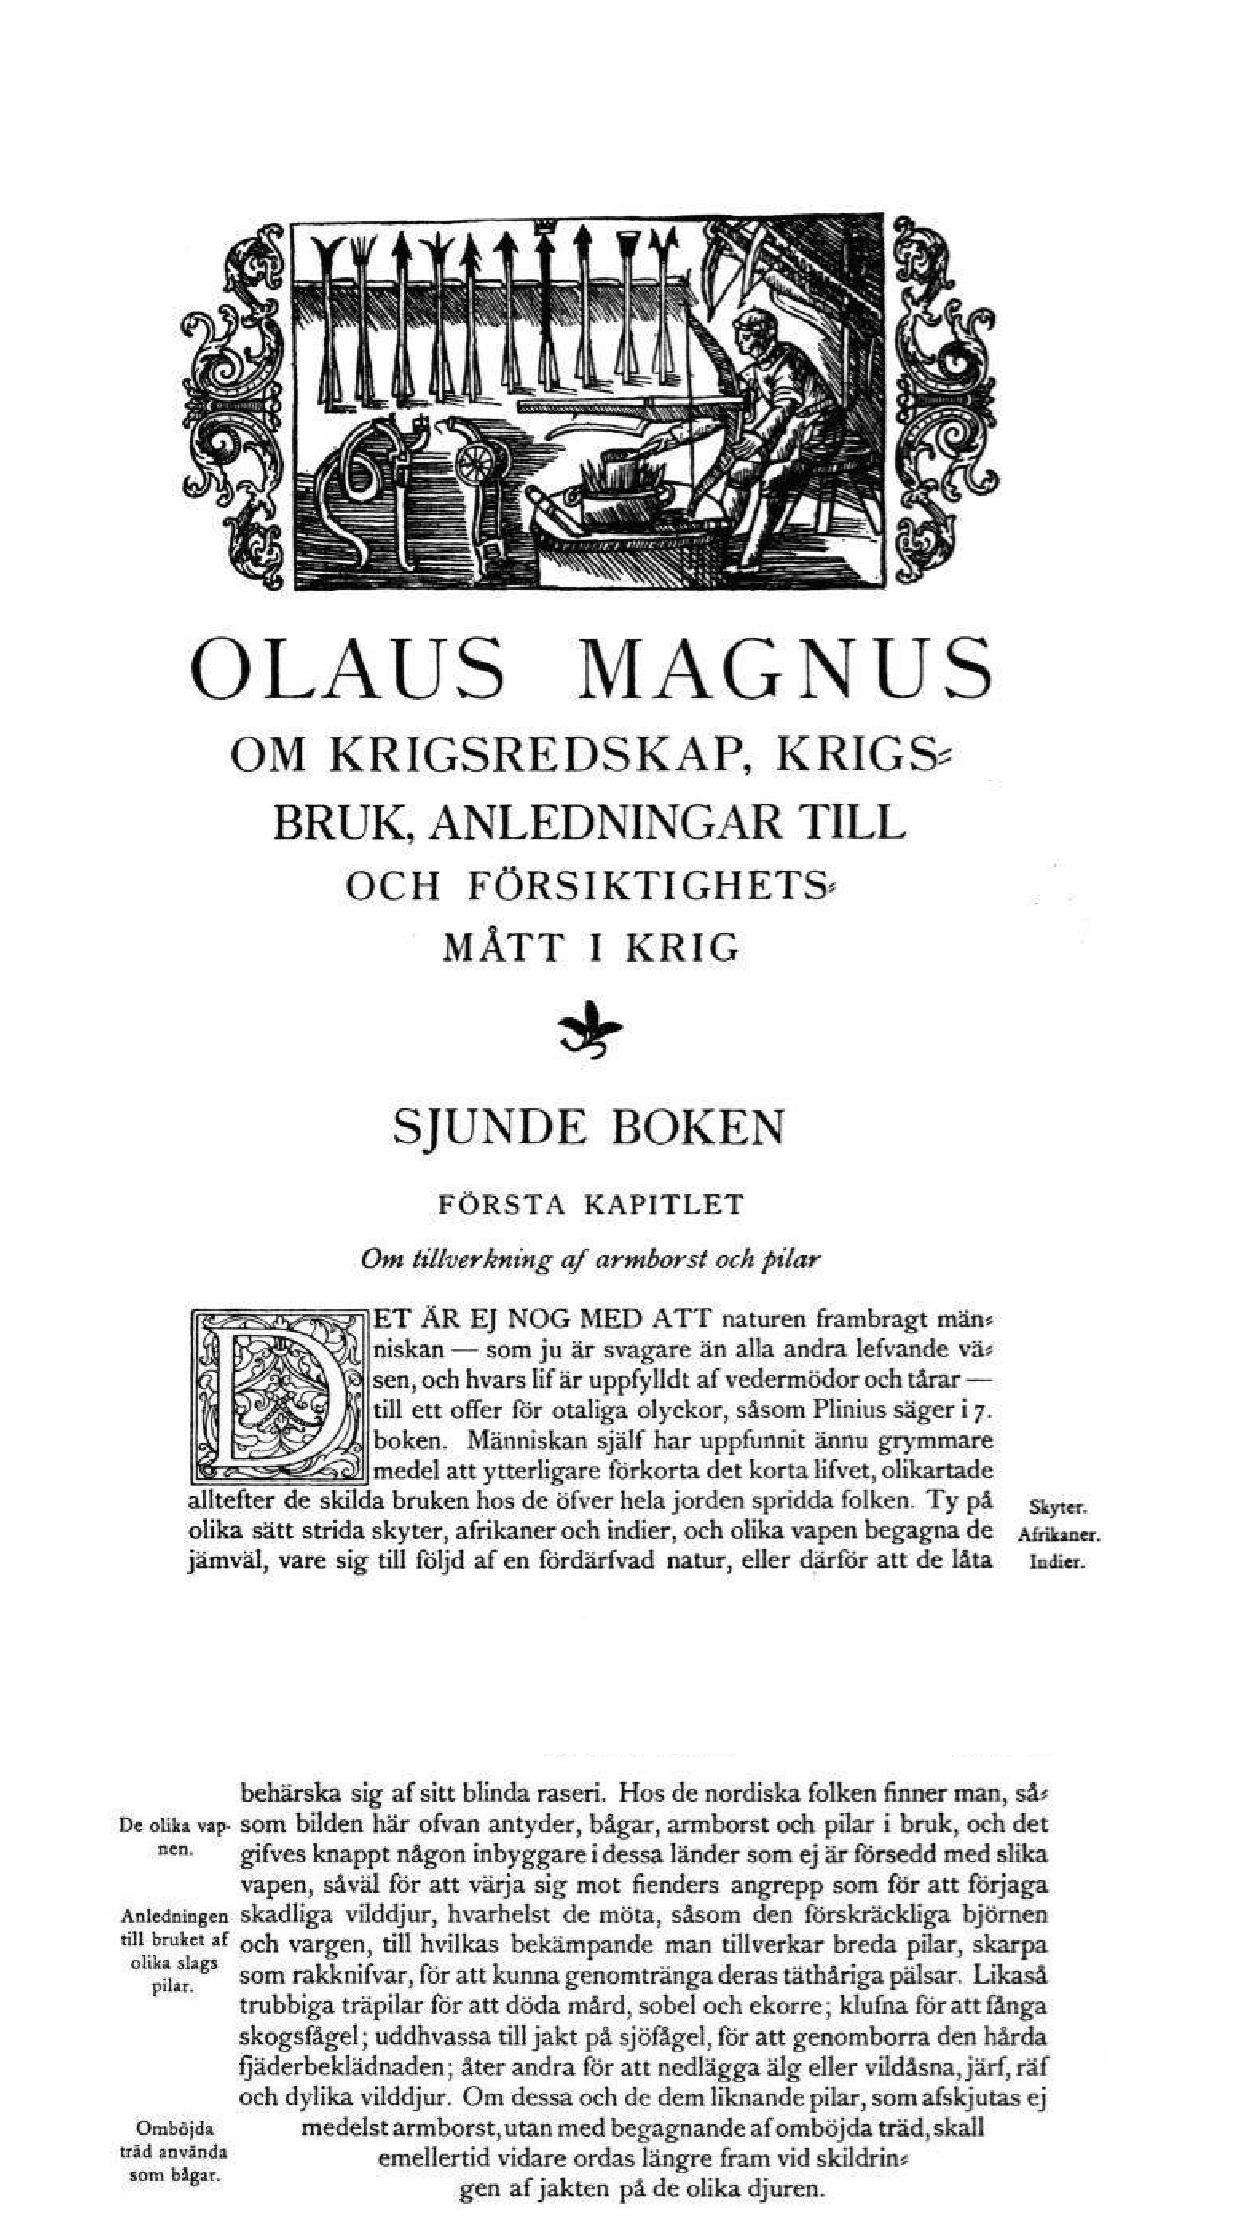 OLAUS MAGNUS
OM KRIGSREDSKAP, KRIGS-
BRUK, ANLEDNINGAR TILL
OCH FÖRSIKTIGHETS-
MÅTT I KRIG
SJUNDE BOKEN
FÖRSTA KAPITLET
Om tillverkning af armborst och pilar
DET ÄR EJ NOG MED ATT naturen frambragt män-
niskan — som ju är svagare än alla andra lefvande vä-
sen, och hvars lif är uppfylldt af vedermödor och tårar —
till ett offer för otaliga olyckor, såsom Plinius säger i 7.
boken. Människan själf har uppfunnit ännu grymmare
medel att ytterligare förkorta det korta lifvet, olikartade
alltefter de skilda bruken hos de öfver hela jorden spridda folken. Ty på
olika sätt strida skyter, afrikaner och indier, och olika vapen begagna de
jämväl, vare sig till följd af en fördärfvad natur, eller därför att de låta
Skyter.
Afrikaner.
Indier.
behärska sig af sitt blinda raseri. Hos de nordiska folken finner man, så-
som bilden här ofvan antyder, bågar, armborst och pilar i bruk, och det
gifves knappt någon inbyggare i dessa länder som ej är försedd med slika
vapen, såväl för att värja sig mot fienders angrepp som för att förjaga
skadliga vilddjur, hvarhelst de möta, såsom den förskräckliga björnen
och vargen, till hvilkas bekämpande man tillverkar breda pilar, skarpa
som rakknifvar, för att kunna genomtränga deras täthåriga pälsar. Likaså
trubbiga träpilar för att döda mård, sobel och ekorre; klufna för att fånga
skogsfågel; uddhvassa till jakt på sjöfågel, för att genomborra den hårda
fjäderbeklädnaden; åter andra för att nedlägga älg eller vildåsna, järf, räf
och dylika vilddjur. Om dessa och de dem liknande pilar, som afskjutas ej
medelst armborst, utan med begagnande af omböjda träd, skall
emellertid vidare ordas längre fram vid skildrin-
gen af jakten på de olika djuren.
De olika vap-
nen.
Anledningen
till bruket af
olika slags
pilar.
Omböjda
träd använda
som bågar.